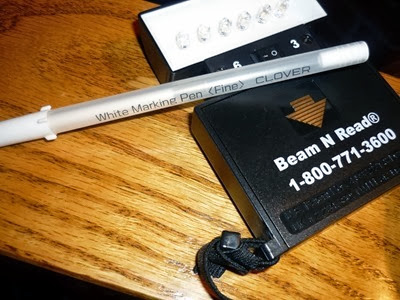 6 - o 3
White Marking Pen <Fine> CLOVER
Beam N Read®
1-800-771-3600